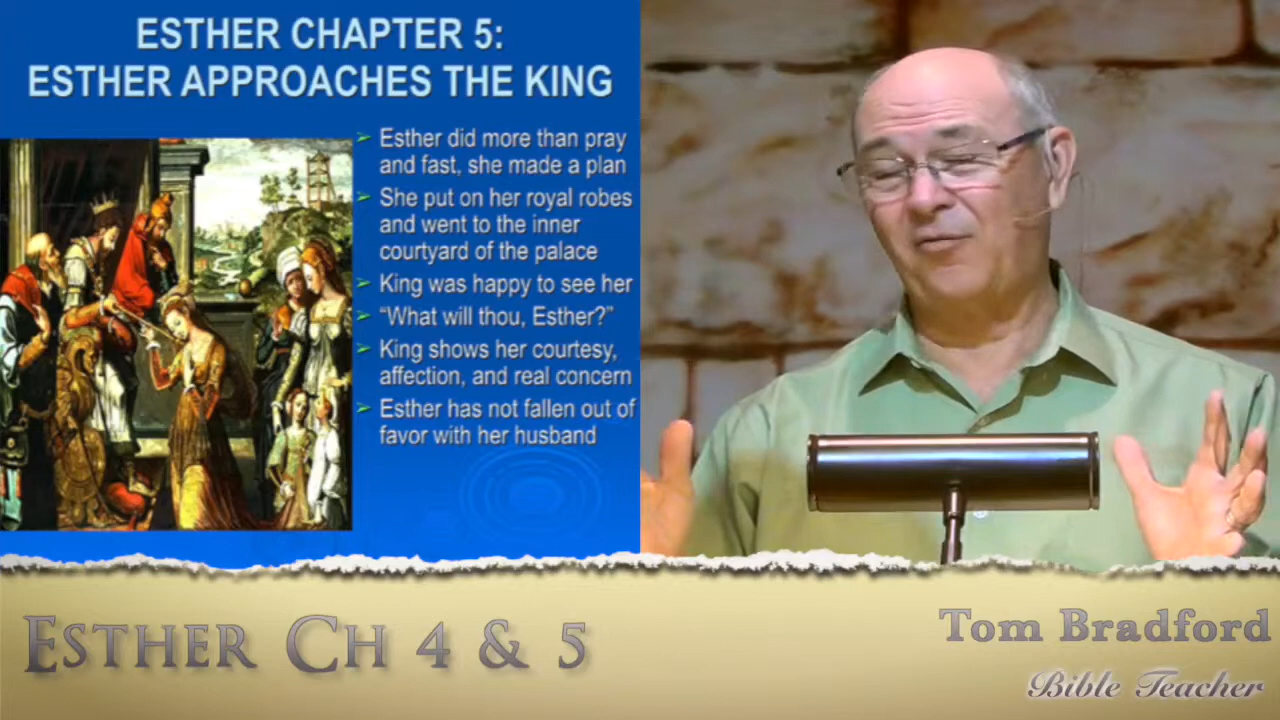 ESTHER CHAPTER 5:
ESTHER APPROACHES THE KING
Esther did more than pray
and fast, she made a plan
She put on her royal robes
and went to the inner
courtyard of the palace
King was happy to see her
“What will thou, Esther?”
King shows her courtesy,
affection, and real concern
Esther has not fallen out of
favor with her husband
ESTHER CH 4 & 5
Tom Bradford
Bible Teacher